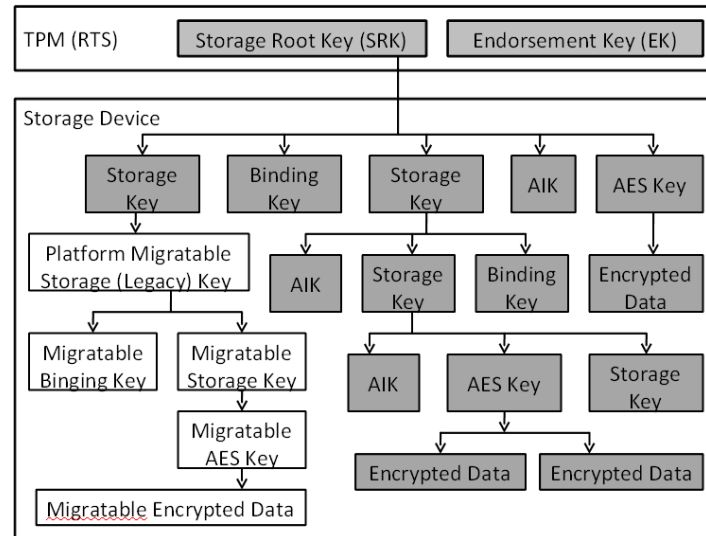 TPM (RTS)
Storage Root Key (SRK)
Endorsement Key (EK)
Storage Device
Storage
Key
Binding
Key
Storage
Key
AIK
AES Key
Platform Migratable
Storage (Legacy) Key
AIK
Storage
Key
Binding
Key
Encrypted
Data
Migratable
Binging Key
Migratable
Storage Key
AIK
AES Key
Storage
Key
Migratable
AES Key
Encrypted Data
Encrypted Data
Migratable Encrypted Data